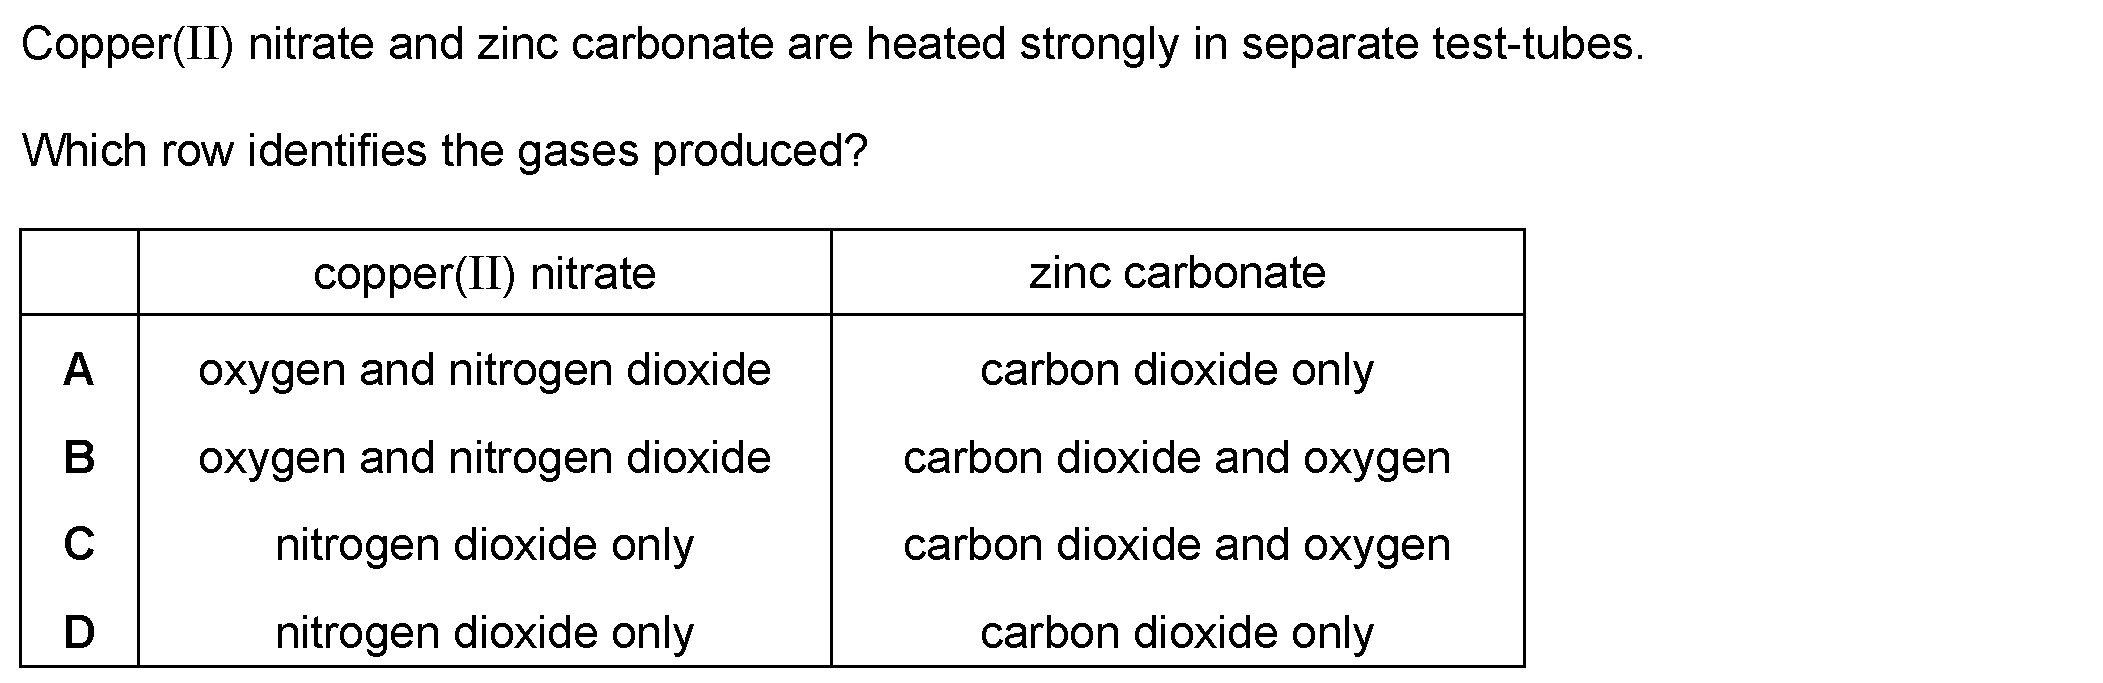 Copper(II) nitrate and zinc carbonate are heated strongly in separate test-tubes.
Which row identifies the gases produced?
copper(II) nitrate zinc carbonate
A oxygen and nitrogen dioxide carbon dioxide only
B oxygen and nitrogen dioxide carbon dioxide and oxygen
C nitrogen dioxide only carbon dioxide and oxygen
D nitrogen dioxide only carbon dioxide only